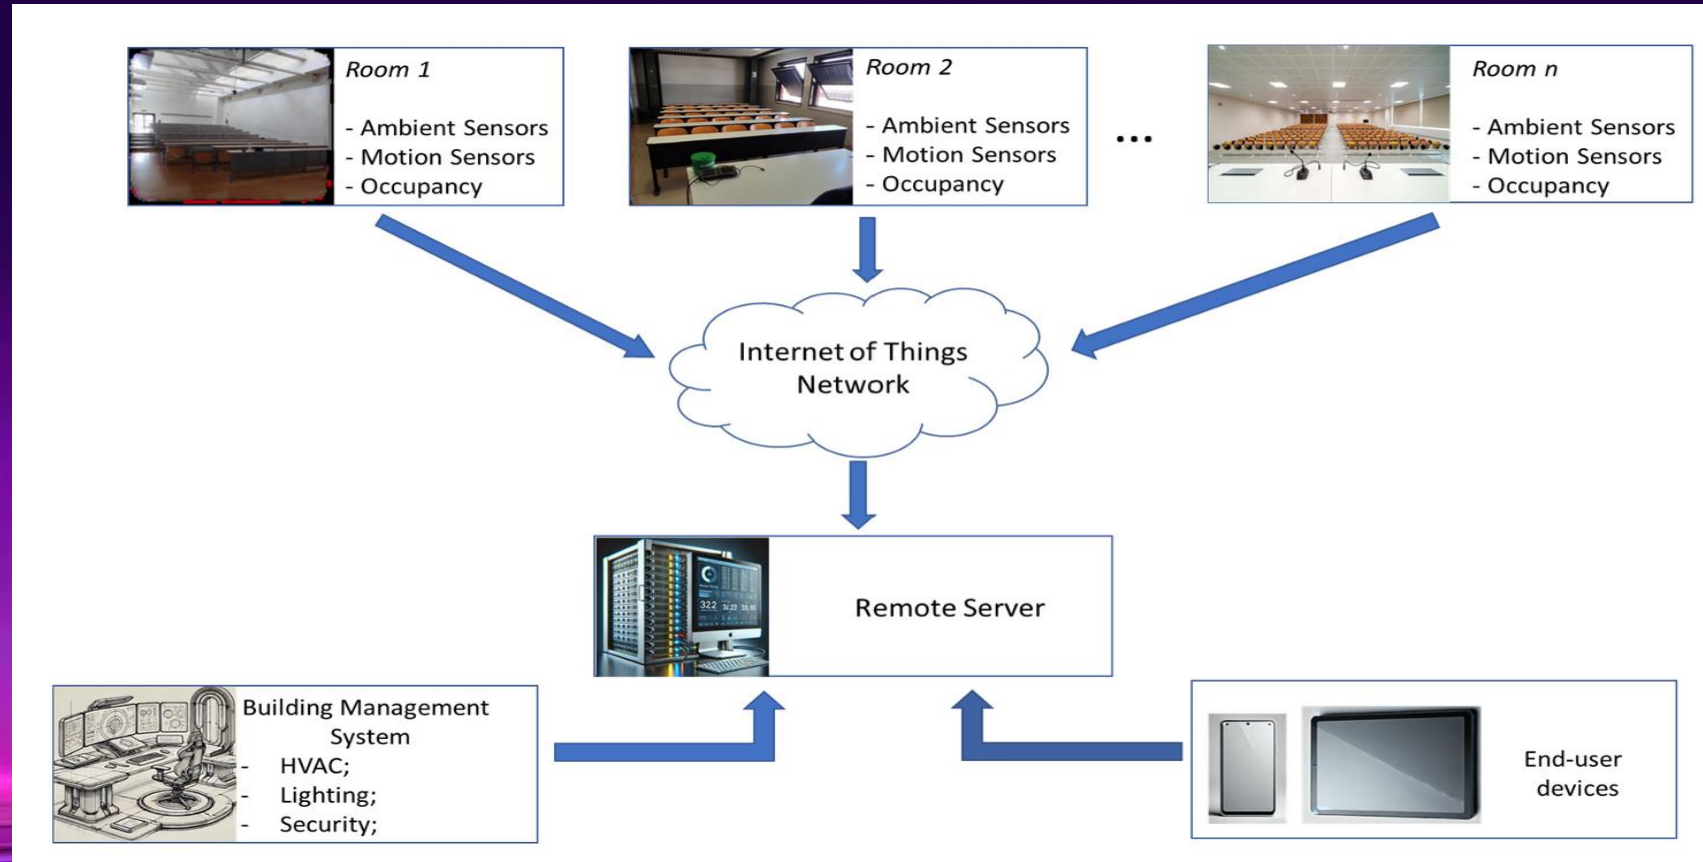 Room 1
- Ambient Sensors
- Motion Sensors
- Occupancy
Room 2
- Ambient Sensors
- Motion Sensors
- Occupancy
...
Room n
- Ambient Sensors
- Motion Sensors
- Occupancy
Internet of Things
Network
Remote Server
Building Management
System
- HVAC;
- Lighting;
- Security;
End-user
devices